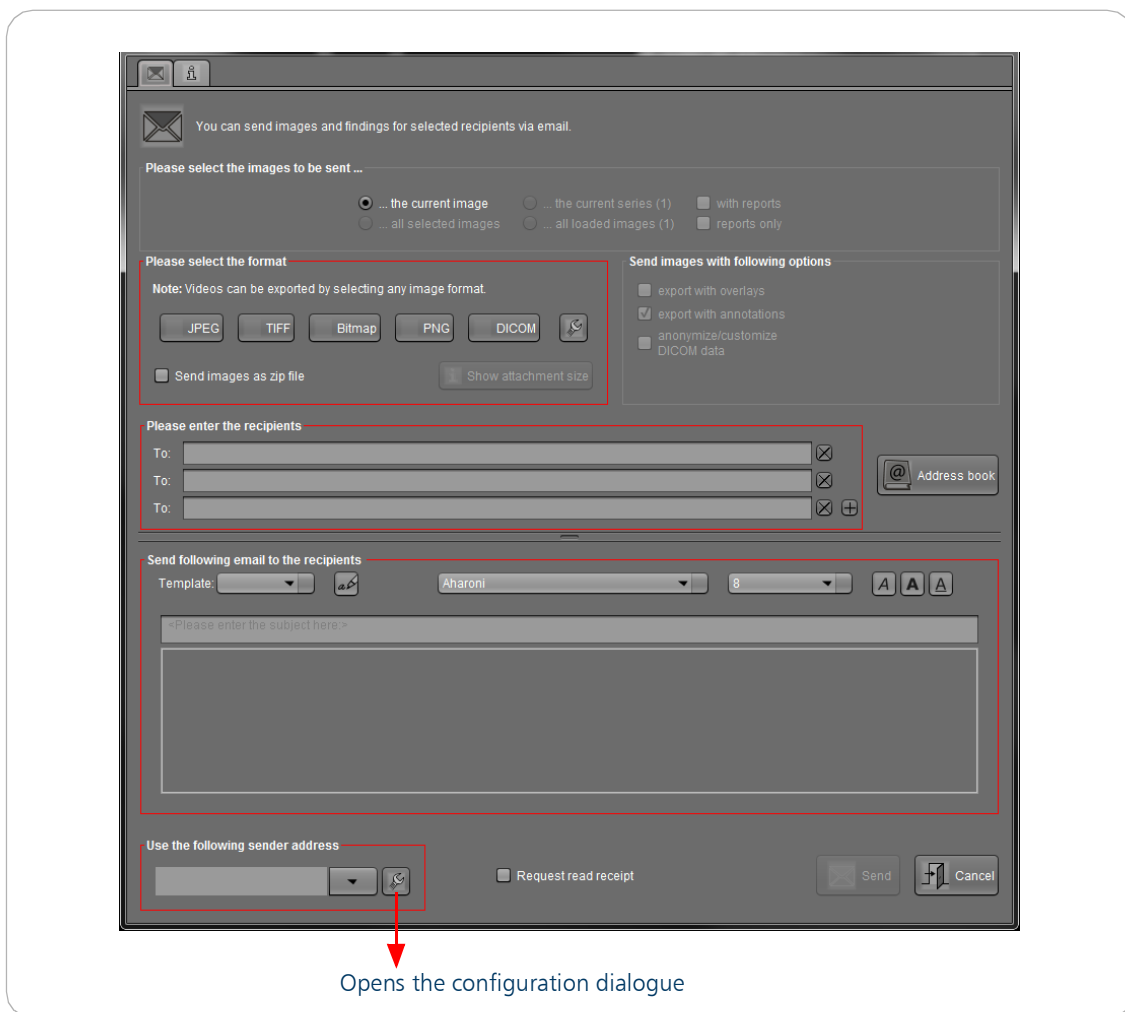 You can send images and findings for selected recipients via email.
Please select the images to be sent ...
... the current image ... the current series (1) with reports
... all selected images ... all loaded images (1) reports only
Please select the format
Note: Videos can be exported by selecting any image format.
JPEG TIFF Bitmap PNG DICOM
Send images as zip file Show attachment size
Send images with following options
export with overlays
export with annotations
anonymize/customize
DICOM data
Please enter the recipients
To:
To:
To:
@ Address book
Send following email to the recipients
Template: a Aharoni 8 A A A
<Please enter the subject here:>
Use the following sender address
Request read receipt Send Cancel
Opens the configuration dialogue